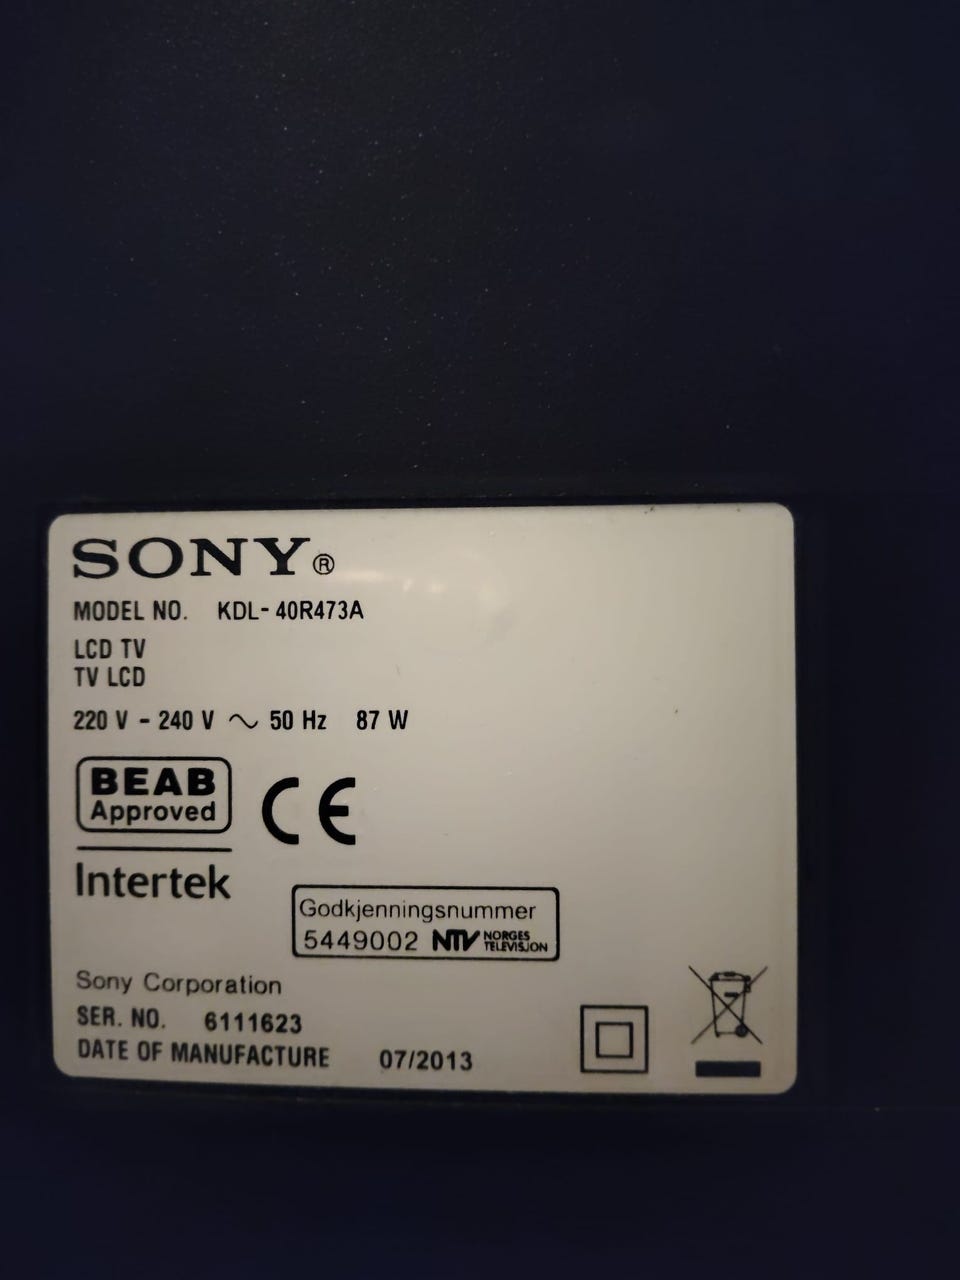 SONY®
MODEL NO. KDL-40R473A
LCD TV
TV LCD
220 V - 240 V ~ 50 Hz 87 W
BEAB
Approved
CE
Intertek
Godkjenningsnummer
5449002 NTV NORGES TELEVISJON
Sony Corporation
SER. NO. 6111623
DATE OF MANUFACTURE 07/2013